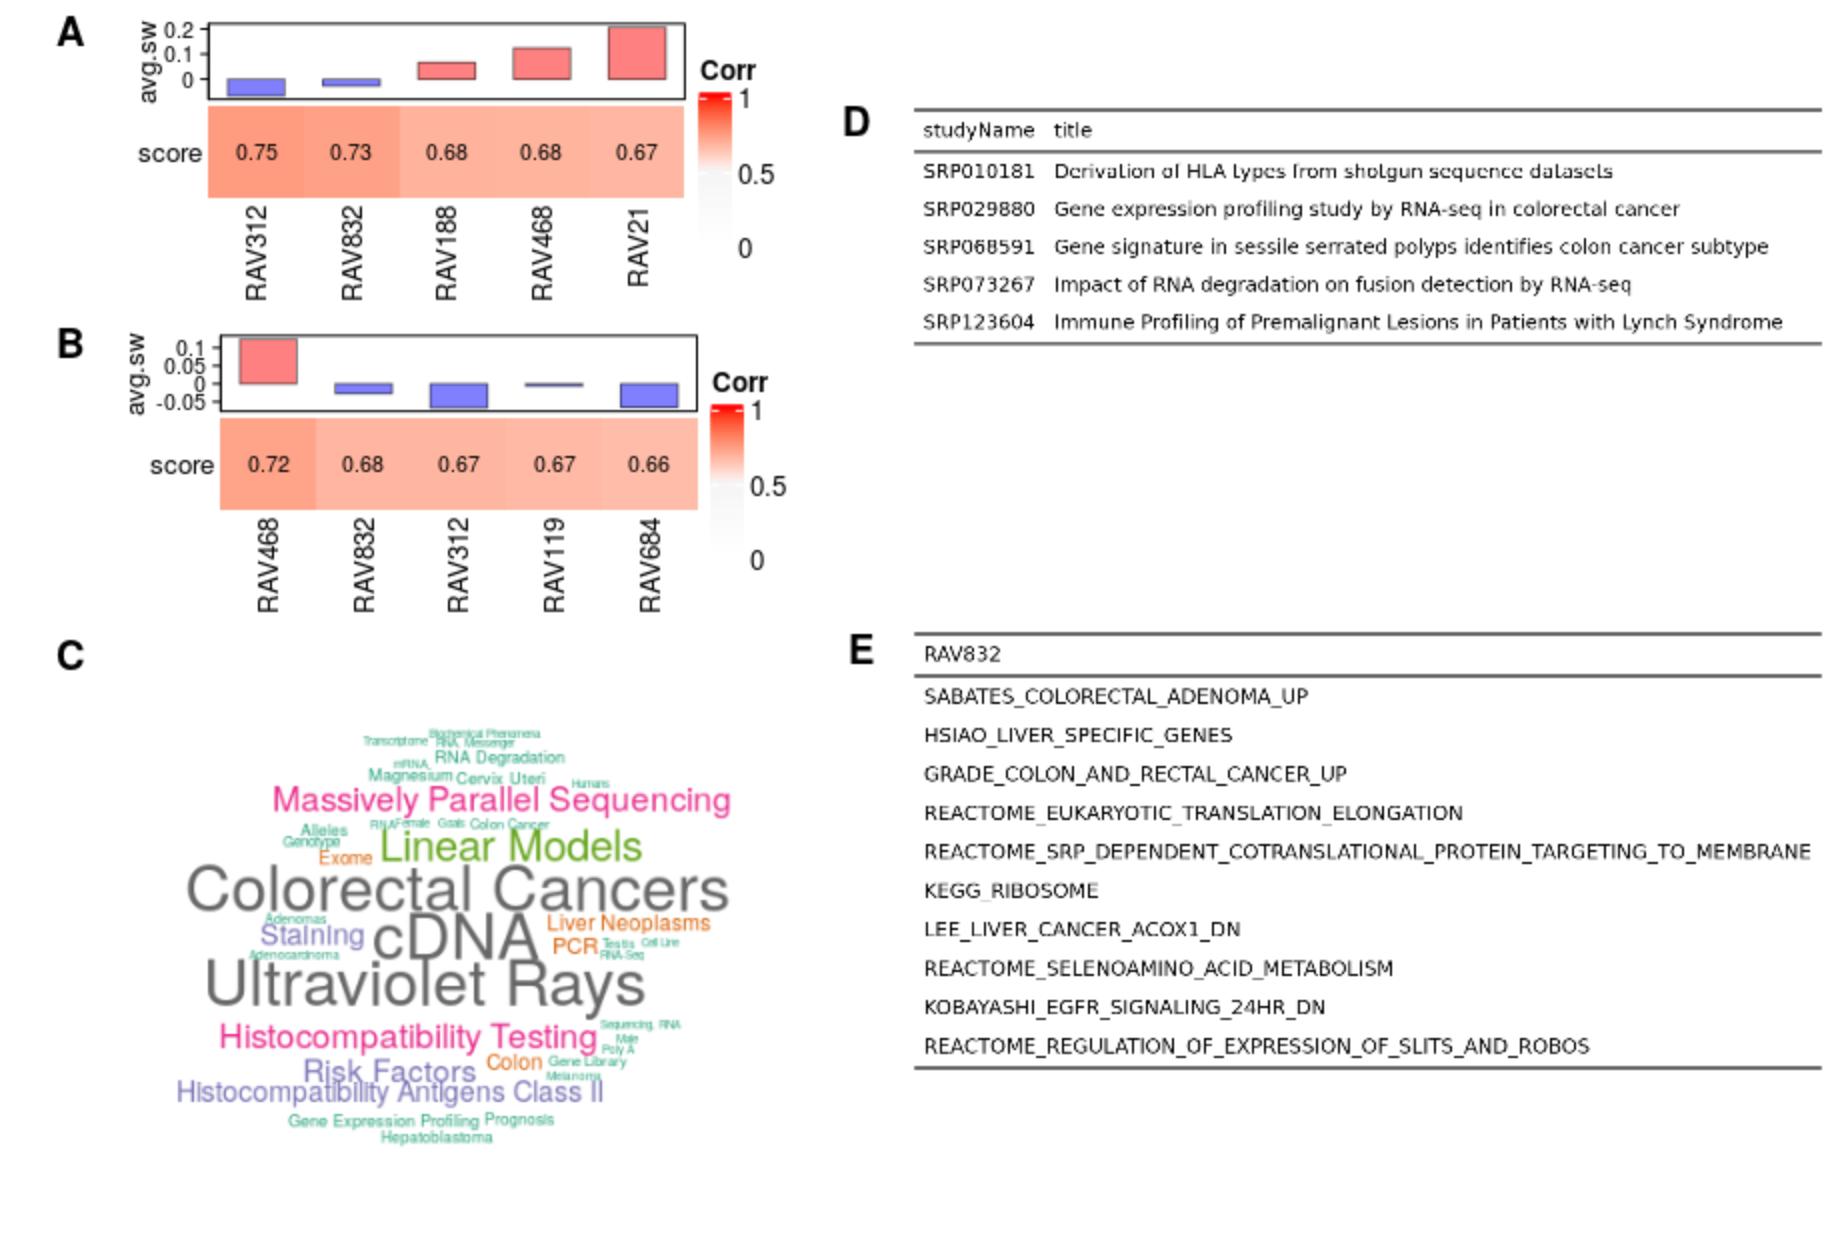 A
avg.sw
0.2
0.1
0
Corr
1
0.5
0
score
0.75 0.73 0.68 0.68 0.67
RAV312 RAV832 RAV188 RAV468 RAV21
B
avg.sw
0.1
0.05
0
-0.05
Corr
1
0.5
0
score
0.72 0.68 0.67 0.67 0.66
RAV468 RAV832 RAV312 RAV119 RAV684
C
Biochemical Phenomena
Transcriptome RNA, Messenger
RNA Degradation
mRNA,
Magnesium Cervix Uteri Humans
Massively Parallel Sequencing
RNA Female Goals Colon Cancer
Alleles
Genotype Linear Models
Exome
Colorectal Cancers
Adenomas
Liver Neoplasms
Staining cDNA PCR Testis Cell Line
Adenocarcinoma RNA-Seq
Ultraviolet Rays
Histocompatibility Testing Sequencing, RNA
Male
Poly A
Risk Factors Colon Gene Library
Melanoma
Histocompatibility Antigens Class II
Gene Expression Profiling Prognosis
Hepatoblastoma
D
studyName title
SRP010181 Derivation of HLA types from shotgun sequence datasets
SRP029880 Gene expression profiling study by RNA-seq in colorectal cancer
SRP068591 Gene signature in sessile serrated polyps identifies colon cancer subtype
SRP073267 Impact of RNA degradation on fusion detection by RNA-seq
SRP123604 Immune Profiling of Premalignant Lesions in Patients with Lynch Syndrome
E
RAV832
SABATES_COLORECTAL_ADENOMA_UP
HSIAO_LIVER_SPECIFIC_GENES
GRADE_COLON_AND_RECTAL_CANCER_UP
REACTOME_EUKARYOTIC_TRANSLATION_ELONGATION
REACTOME_SRP_DEPENDENT_COTRANSLATIONAL_PROTEIN_TARGETING_TO_MEMBRANE
KEGG_RIBOSOME
LEE_LIVER_CANCER_ACOX1_DN
REACTOME_SELENOAMINO_ACID_METABOLISM
KOBAYASHI_EGFR_SIGNALING_24HR_DN
REACTOME_REGULATION_OF_EXPRESSION_OF_SLITS_AND_ROBOS